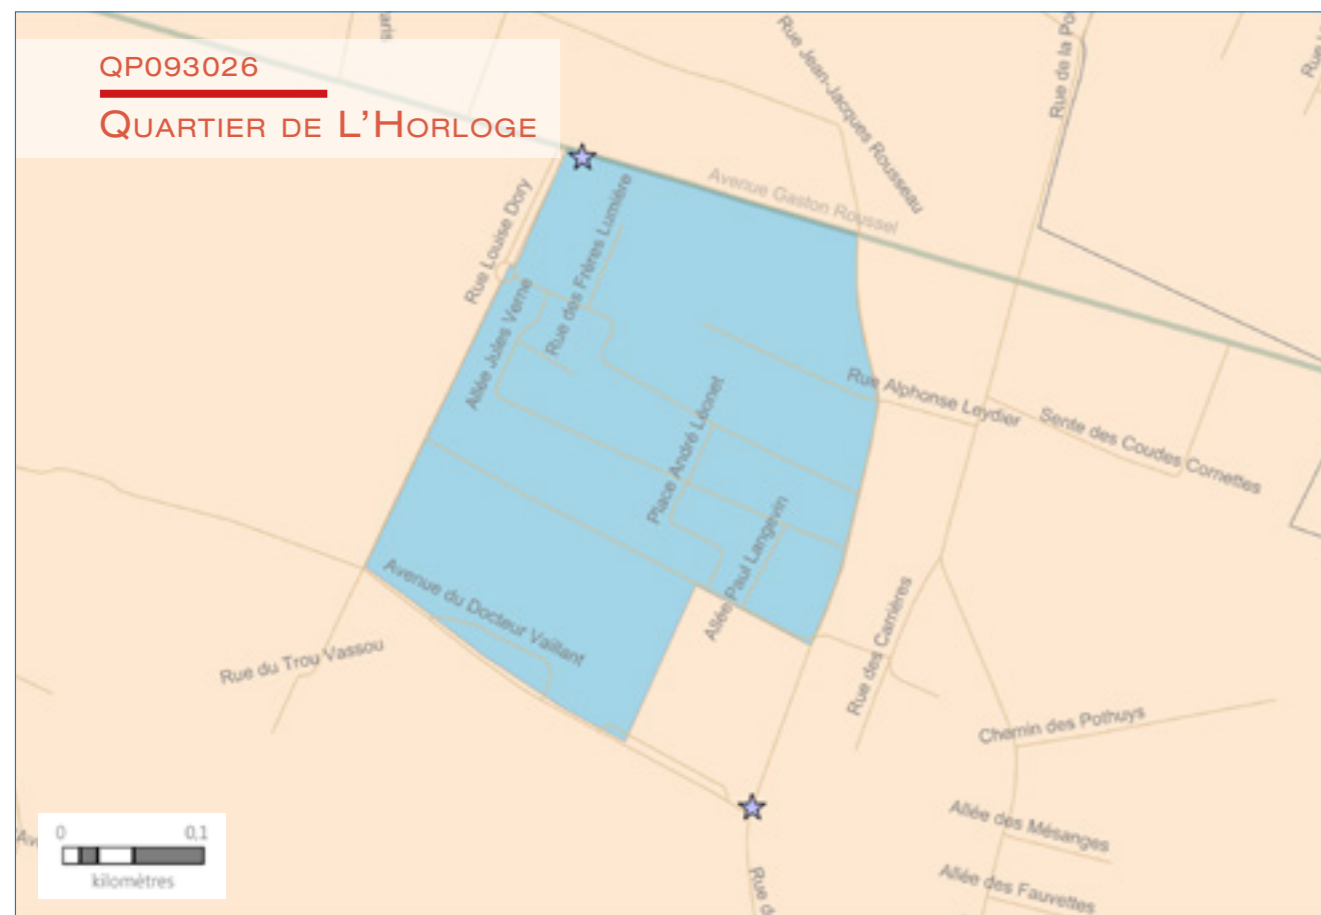 QP093026
Quartier de L'Horloge
Rue Jean-Jacques Rousseau
Rue de la
Rue
Avenue Gaston Roussel
Rue Louise Dory
Rue des Frères Lumière
Allée Jules Verne
Rue Alphonse Leydier
Sente des Coudes Cornettes
Place André Léonet
Allée Paul Langevin
Avenue du Docteur Vaillant
Rue du Trou Vassou
Rue des Carrières
Chemin des Pothuys
Allée des Mésanges
Allée des Fauvettes
Rue
0 0,1
kilomètres